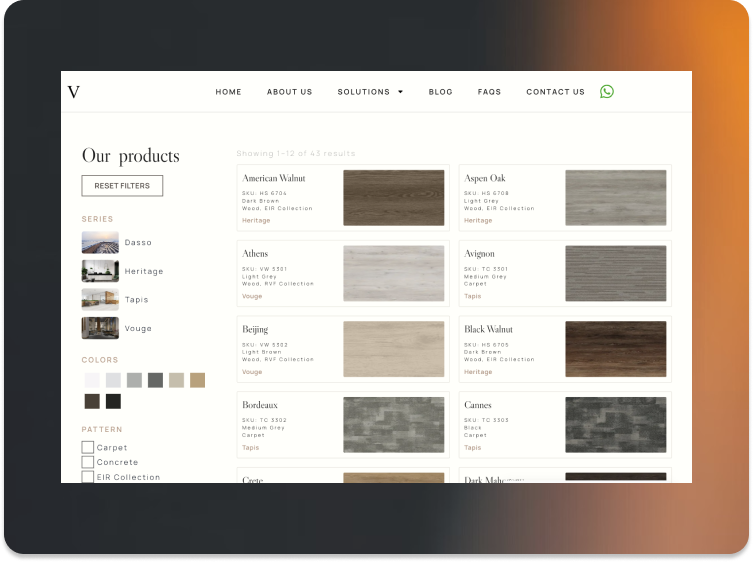 V
HOME
ABOUT US
SOLUTIONS
BLOG
FAQS
CONTACT US
Our products
RESET FILTERS
SERIES
Dasso
Heritage
Tapis
Vouge
COLORS
PATTERN
Carpet
Concrete
EIR Collection
Showing 1–12 of 43 results
American Walnut
SKU: HS 6704
Dark Brown
Wood, EIR Collection
Heritage
Aspen Oak
SKU: HS 6708
Light Grey
Wood, EIR Collection
Heritage
Athens
SKU: VW 5301
Light Grey
Wood, RVF Collection
Vouge
Avignon
SKU: TC 3301
Medium Grey
Carpet
Tapis
Beijing
SKU: VW 5302
Light Brown
Wood, RVF Collection
Vouge
Black Walnut
SKU: HS 6705
Dark Brown
Wood, EIR Collection
Heritage
Bordeaux
SKU: TC 3302
Medium Grey
Carpet
Tapis
Cannes
SKU: TC 3303
Black
Carpet
Tapis
Crete
Dark